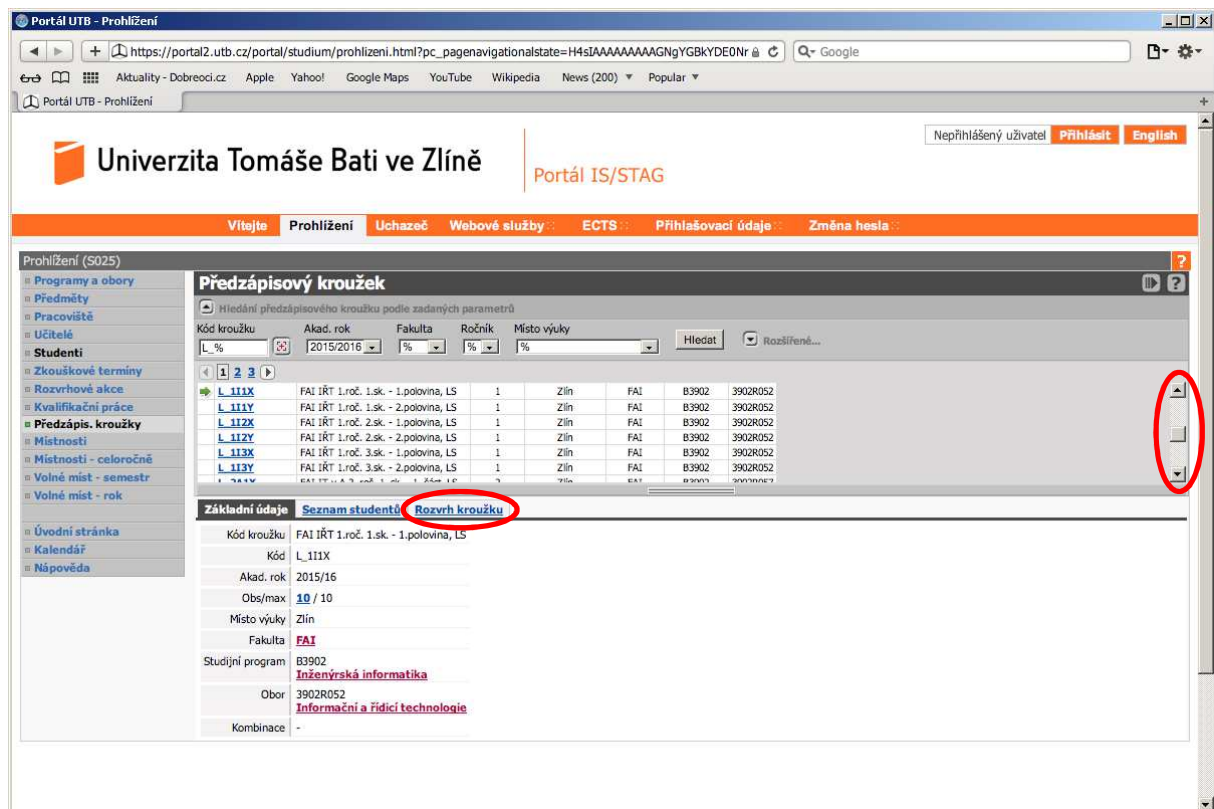 Portál UTB - Prohlížení
https://portal2.utb.cz/portal/studium/prohlizeni.html?pc_pagenavigationalstate=H4sIAAAAAAAAAGNgYGBkYDE0Nr
Google
Aktuality - Dobreoci.cz Apple Yahoo! Google Maps YouTube Wikipedia News (200) ▼ Popular ▼
Portál UTB - Prohlížení
Nepřihlášený uživatel Přihlásit English
Univerzita Tomáše Bati ve Zlíně
Portál IS/STAG
Vítejte Prohlížení Uchazeč Webové služby ECTS Přihlašovací údaje Změna hesla
Prohlížení (S025) ?
Programy a obory
Předměty
Pracoviště
Učitelé
Studenti
Zkouškové termíny
Rozvrhové akce
Kvalifikační práce
Předzápis. kroužky
Místnosti
Místnosti - celoročně
Volné míst - semestr
Volné míst - rok
Úvodní stránka
Kalendář
Nápověda
Předzápisový kroužek ?
Hledání předzápisového kroužku podle zadaných parametrů
Kód kroužku Akad. rok Fakulta Ročník Místo výuky
L_% 2015/2016 % % % Hledat Rozšířené...
1 2 3
L_1I1X FAI IŘT 1.roč. 1.sk. - 1.polovina, LS 1 Zlín FAI B3902 3902R052
L_1I1Y FAI IŘT 1.roč. 1.sk. - 2.polovina, LS 1 Zlín FAI B3902 3902R052
L_1I2X FAI IŘT 1.roč. 2.sk. - 1.polovina, LS 1 Zlín FAI B3902 3902R052
L_1I2Y FAI IŘT 1.roč. 2.sk. - 2.polovina, LS 1 Zlín FAI B3902 3902R052
L_1I3X FAI IŘT 1.roč. 3.sk. - 1.polovina, LS 1 Zlín FAI B3902 3902R052
L_1I3Y FAI IŘT 1.roč. 3.sk. - 2.polovina, LS 1 Zlín FAI B3902 3902R052
Základní údaje Seznam studentů Rozvrh kroužku
Kód kroužku FAI IŘT 1.roč. 1.sk. - 1.polovina, LS
Kód L_1I1X
Akad. rok 2015/16
Obs/max 10 / 10
Místo výuky Zlín
Fakulta FAI
Studijní program B3902
Inženýrská informatika
Obor 3902R052
Informační a řídicí technologie
Kombinace -